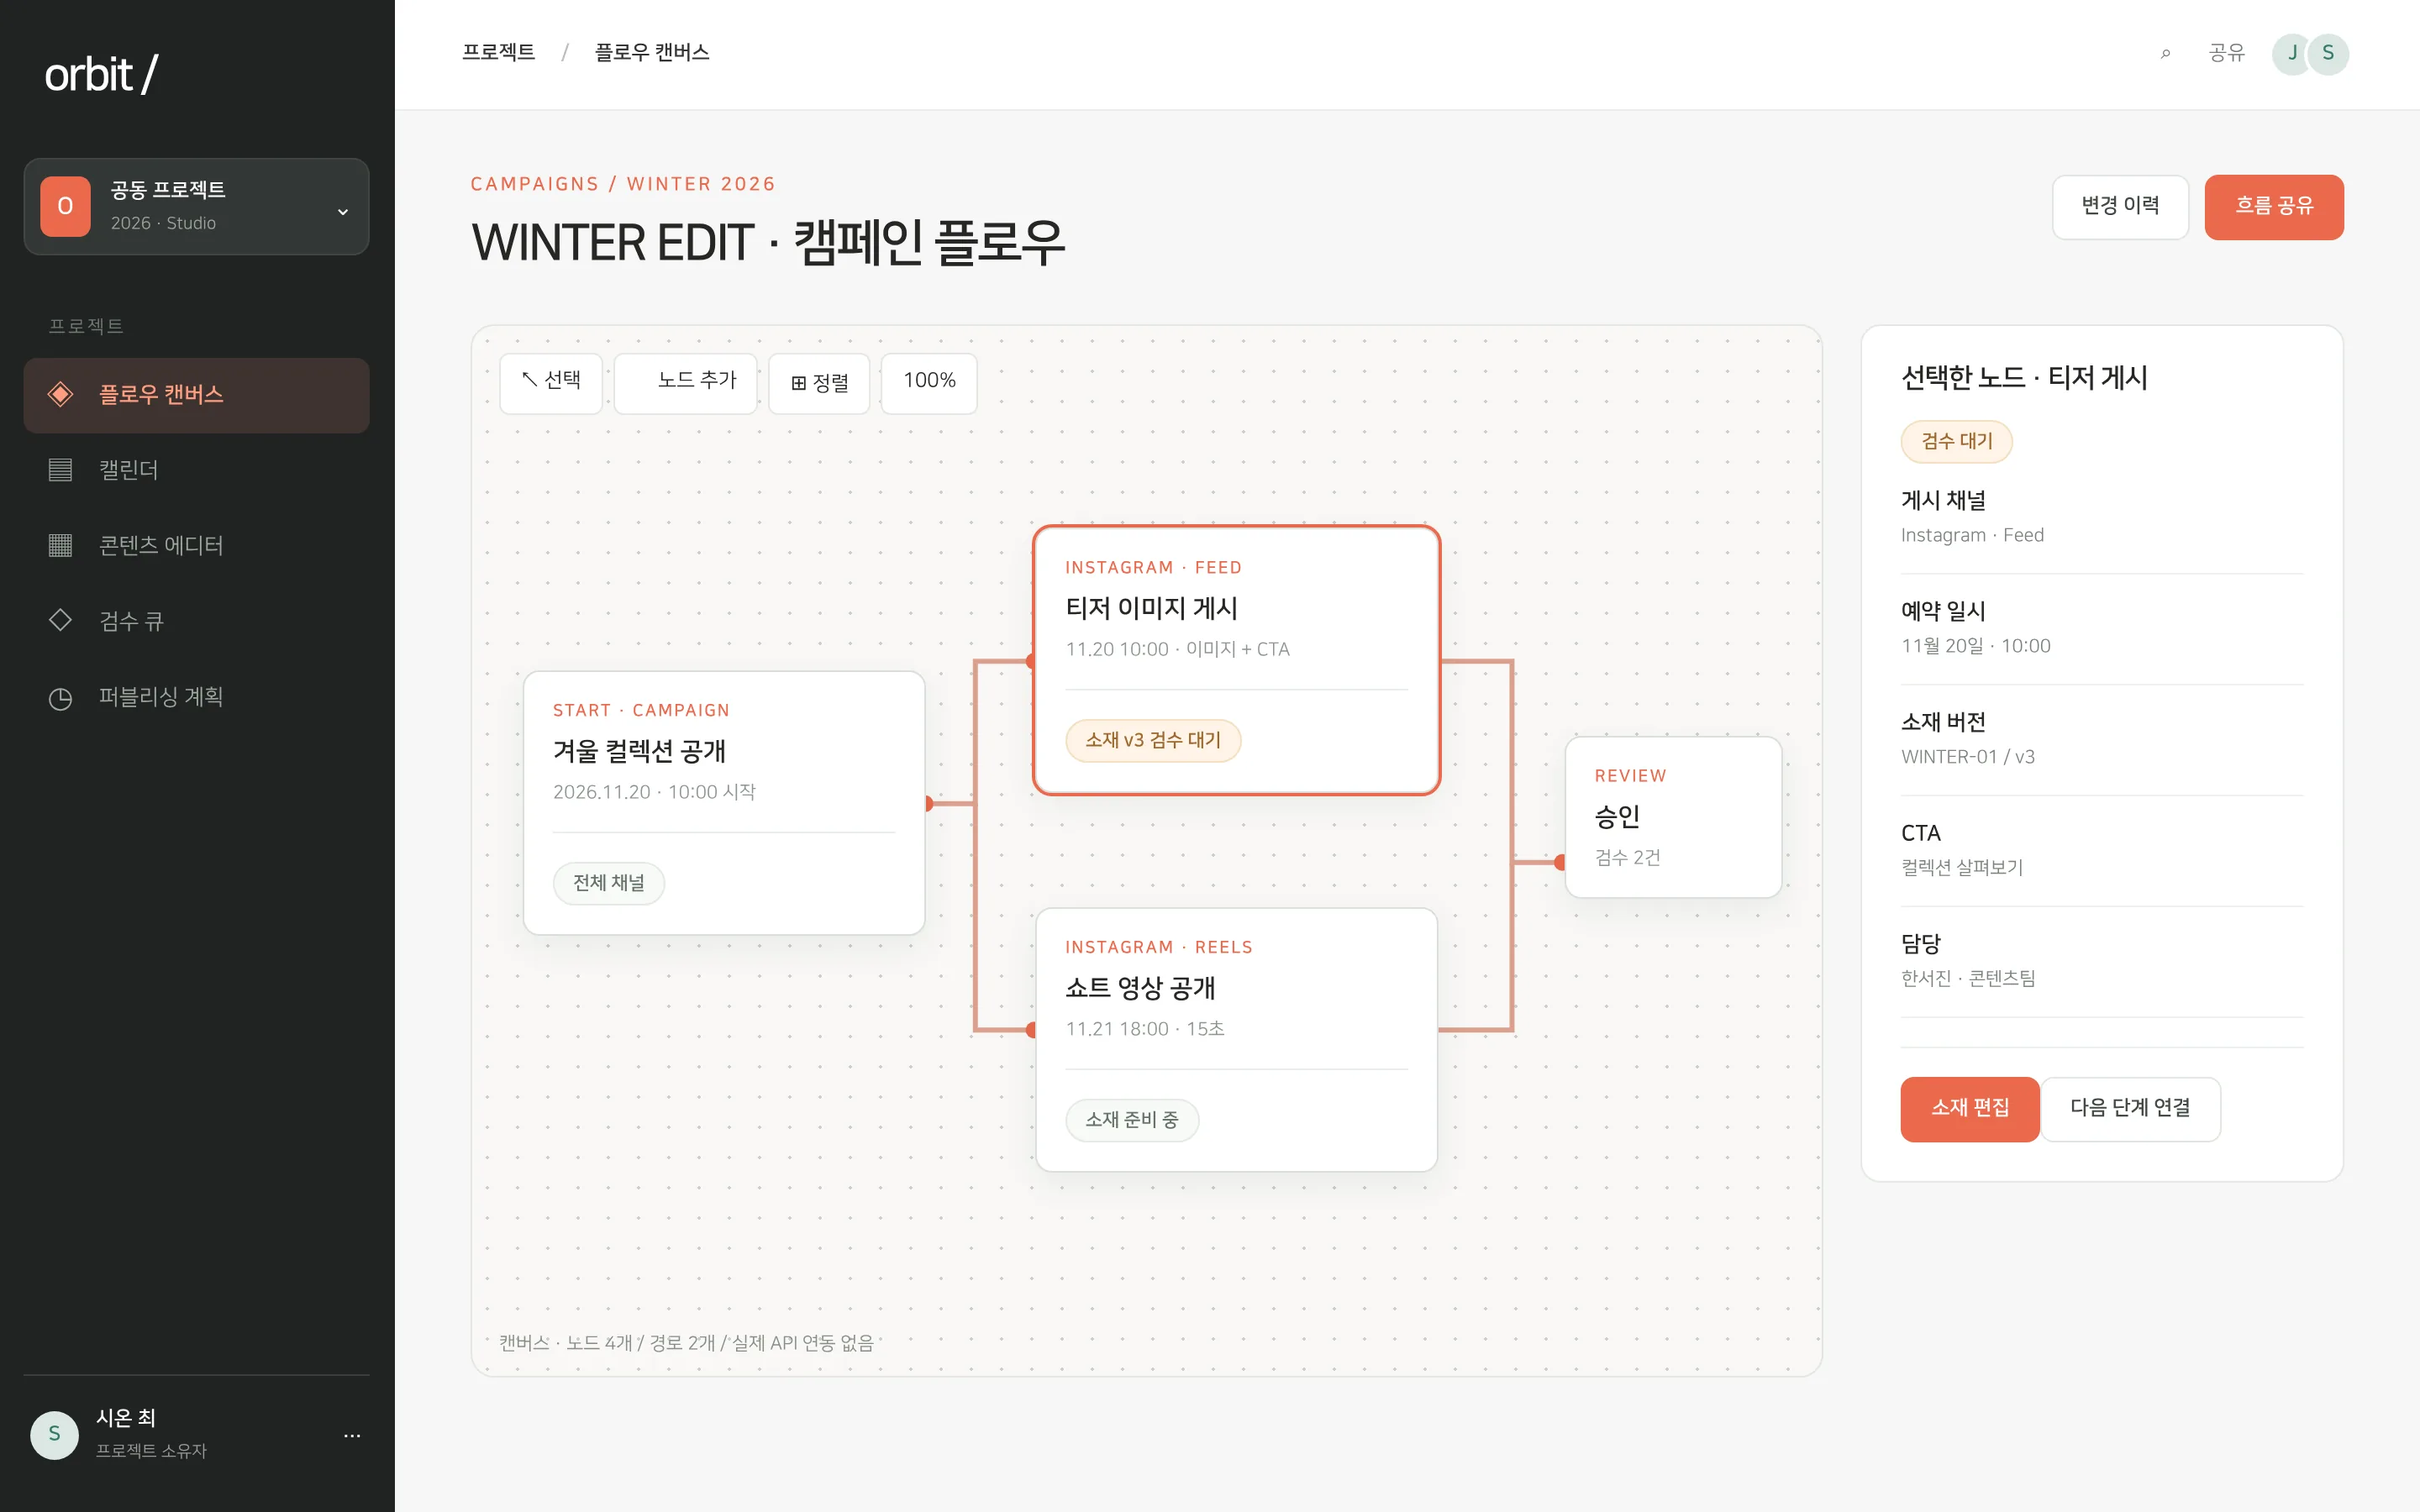 orbit /
O
공동 프로젝트
2026 · Studio
프로젝트
플로우 캔버스
캘린더
콘텐츠 에디터
검수 큐
퍼블리싱 계획
S
시온 최
프로젝트 소유자
...
프로젝트 / 플로우 캔버스
공유
J
S
CAMPAIGNS / WINTER 2026
WINTER EDIT · 캠페인 플로우
변경 이력
흐름 공유
↖ 선택
노드 추가
⊞ 정렬
100%
START · CAMPAIGN
겨울 컬렉션 공개
2026.11.20 · 10:00 시작
전체 채널
INSTAGRAM · FEED
티저 이미지 게시
11.20 10:00 · 이미지 + CTA
소재 v3 검수 대기
INSTAGRAM · REELS
쇼트 영상 공개
11.21 18:00 · 15초
소재 준비 중
REVIEW
승인
검수 2건
캔버스 · 노드 4개 / 경로 2개 / 실제 API 연동 없음
선택한 노드 · 티저 게시
검수 대기
게시 채널
Instagram · Feed
예약 일시
11월 20일 · 10:00
소재 버전
WINTER-01 / v3
CTA
컬렉션 살펴보기
담당
한서진 · 콘텐츠팀
소재 편집
다음 단계 연결